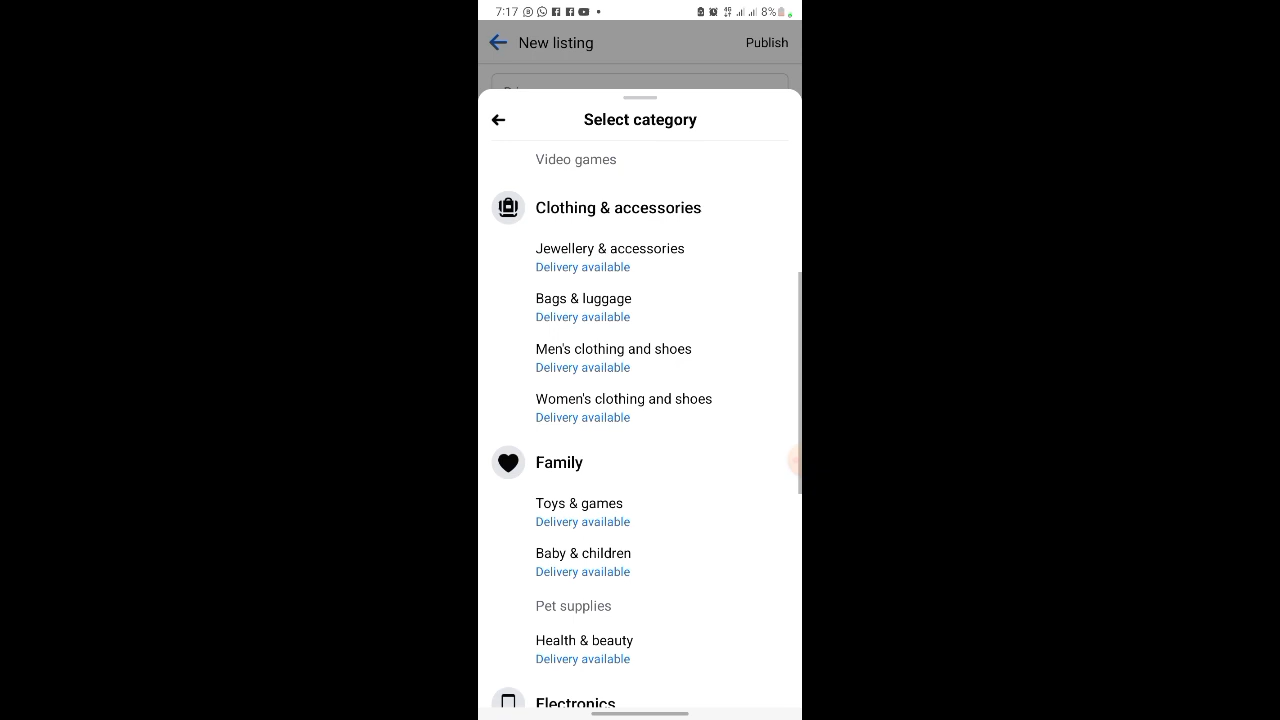 7:17 8%
New listing Publish
Select category
Video games
Clothing & accessories
Jewellery & accessories
Delivery available
Bags & luggage
Delivery available
Men's clothing and shoes
Delivery available
Women's clothing and shoes
Delivery available
Family
Toys & games
Delivery available
Baby & children
Delivery available
Pet supplies
Health & beauty
Delivery available
Electronics